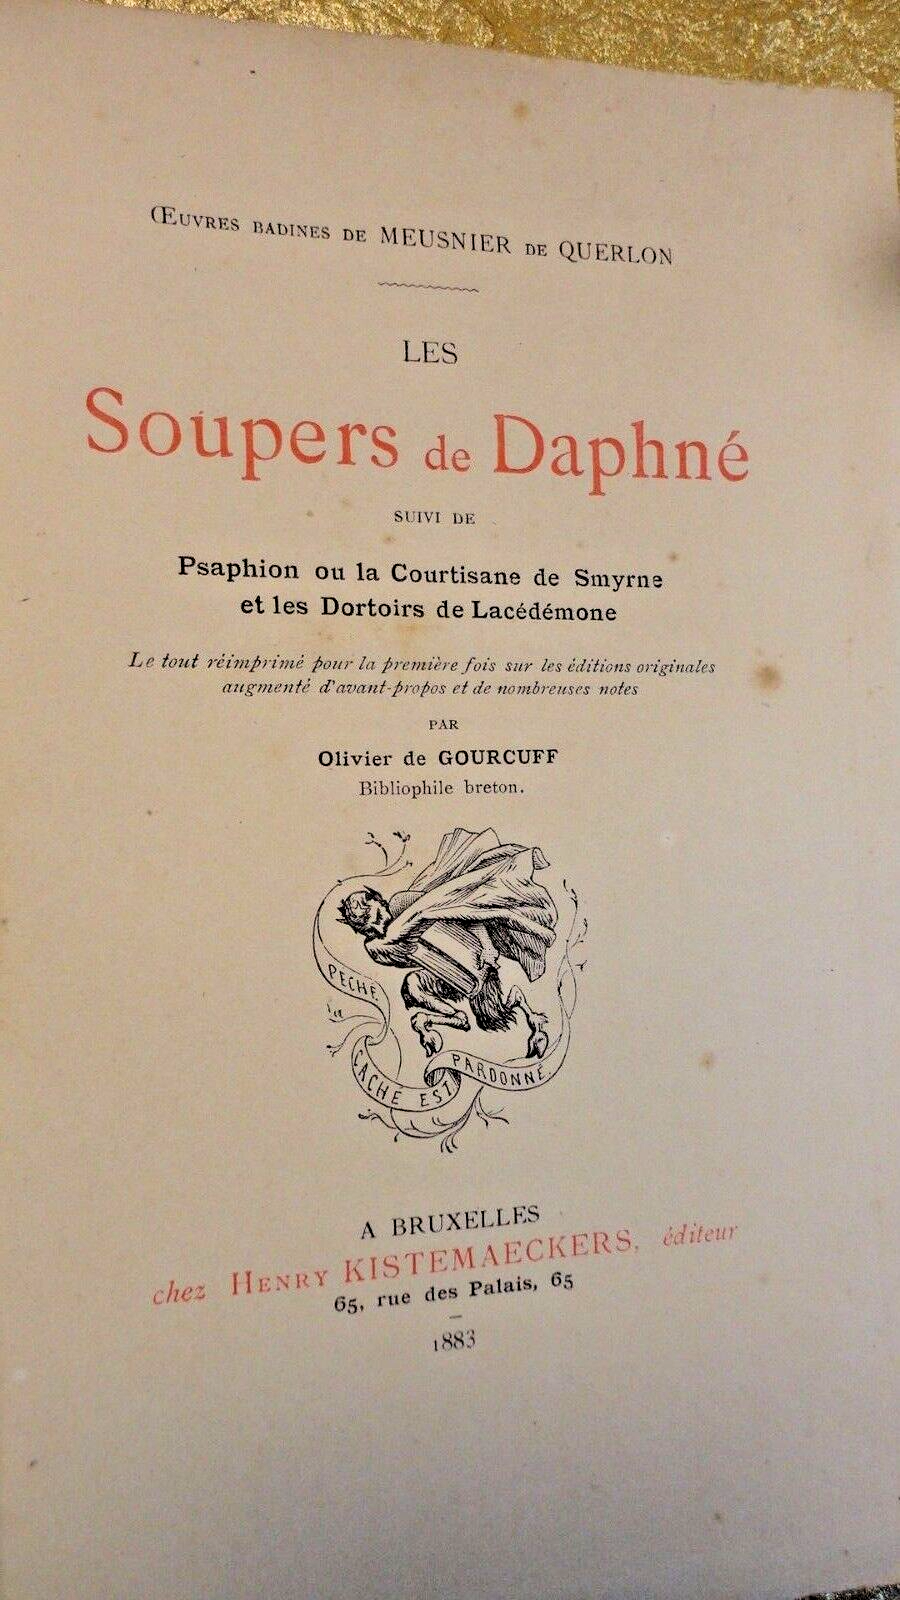 Œuvres badines de MEUSNIER de QUERLON
LES
Soupers de Daphné
SUIVI DE
Psaphion ou la Courtisane de Smyrne
et les Dortoirs de Lacédémone
Le tout réimprimé pour la première fois sur les éditions originales
augmenté d'avant-propos et de nombreuses notes
PAR
Olivier de GOURCUFF
Bibliophile breton.
PECHE
CACHÉ EST
PARDONNÉ.
A BRUXELLES
chez Henry KISTEMAECKERS, éditeur
65, rue des Palais, 65
1883